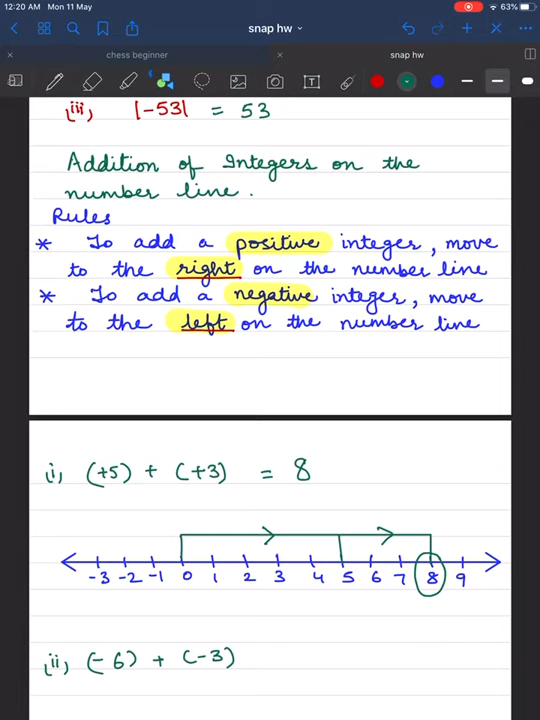 12:20 AM Mon 11 May
63%
snap hw
chess beginner
snap hw
(iii) |-53| = 53
Addition of Integers on the
number line.
Rules
* To add a positive integer, move
to the right on the number line
* To add a negative integer, move
to the left on the number line
(i) (+5) + (+3) = 8
-3 -2 -1 0 1 2 3 4 5 6 7 8 9
(ii) (-6) + (-3)